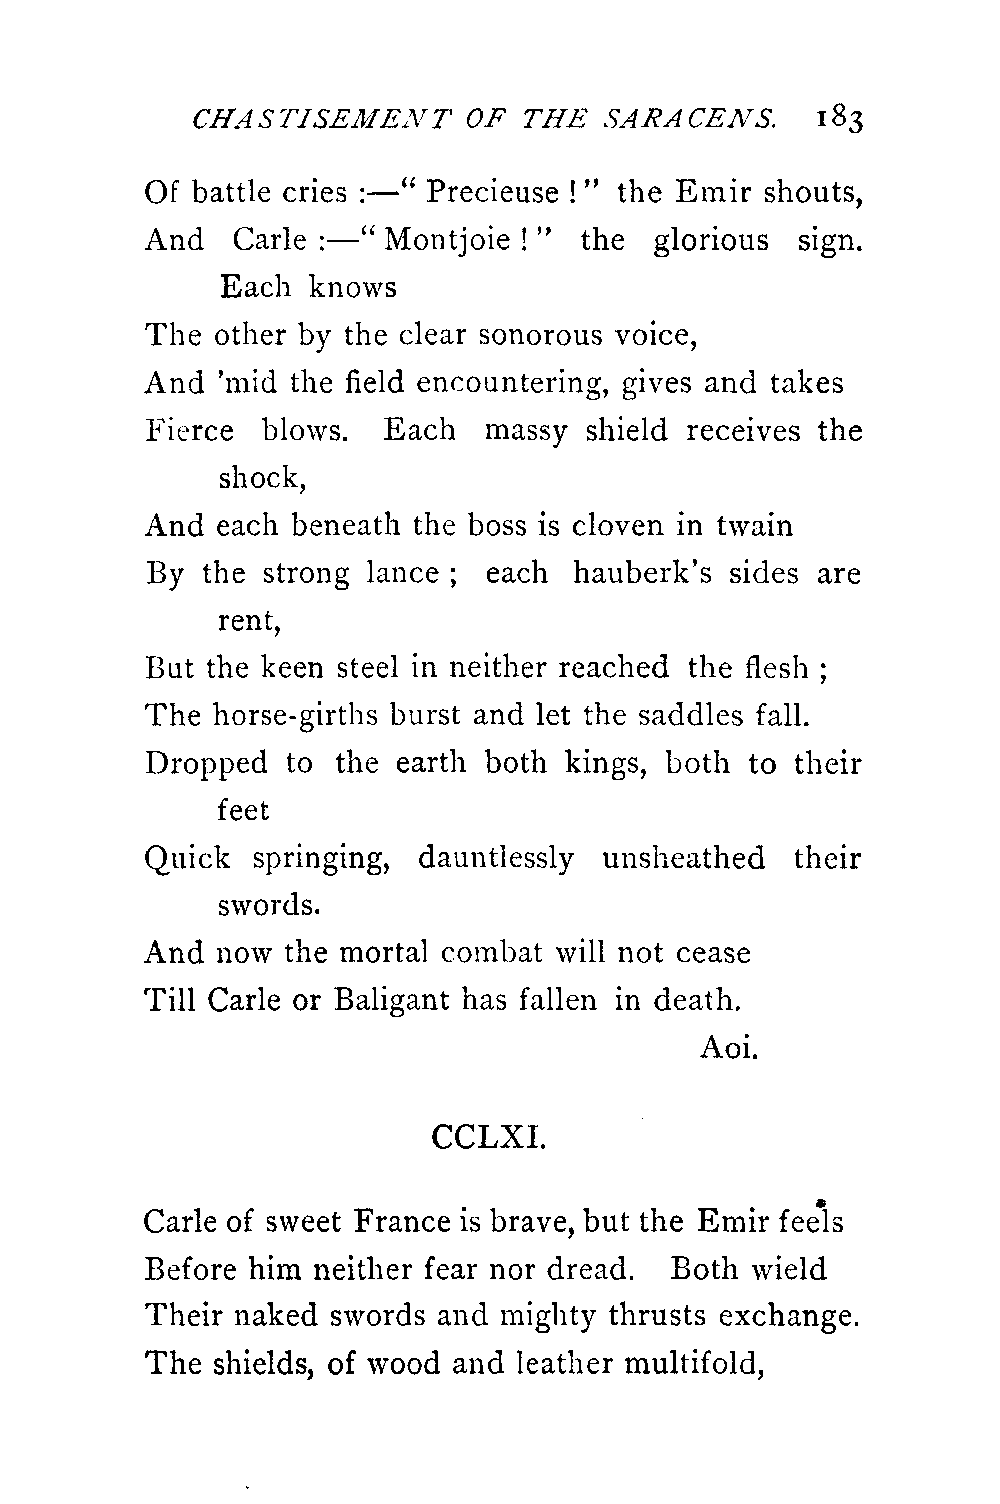 CHASTISEMENT OF THE SARACENS. 183
Of battle cries :—“ Precieuse ! ” the Emir shouts,
And Carle :—“ Montjoie ! ” the glorious sign.
Each knows
The other by the clear sonorous voice,
And ’mid the field encountering, gives and takes
Fierce blows. Each massy shield receives the
shock,
And each beneath the boss is cloven in twain
By the strong lance ; each hauberk’s sides are
rent,
But the keen steel in neither reached the flesh ;
The horse-girths burst and let the saddles fall.
Dropped to the earth both kings, both to their
feet
Quick springing, dauntlessly unsheathed their
swords.
And now the mortal combat will not cease
Till Carle or Baligant has fallen in death.
Aoi.
CCLXI.
Carle of sweet France is brave, but the Emir feels
Before him neither fear nor dread. Both wield
Their naked swords and mighty thrusts exchange.
The shields, of wood and leather multifold,